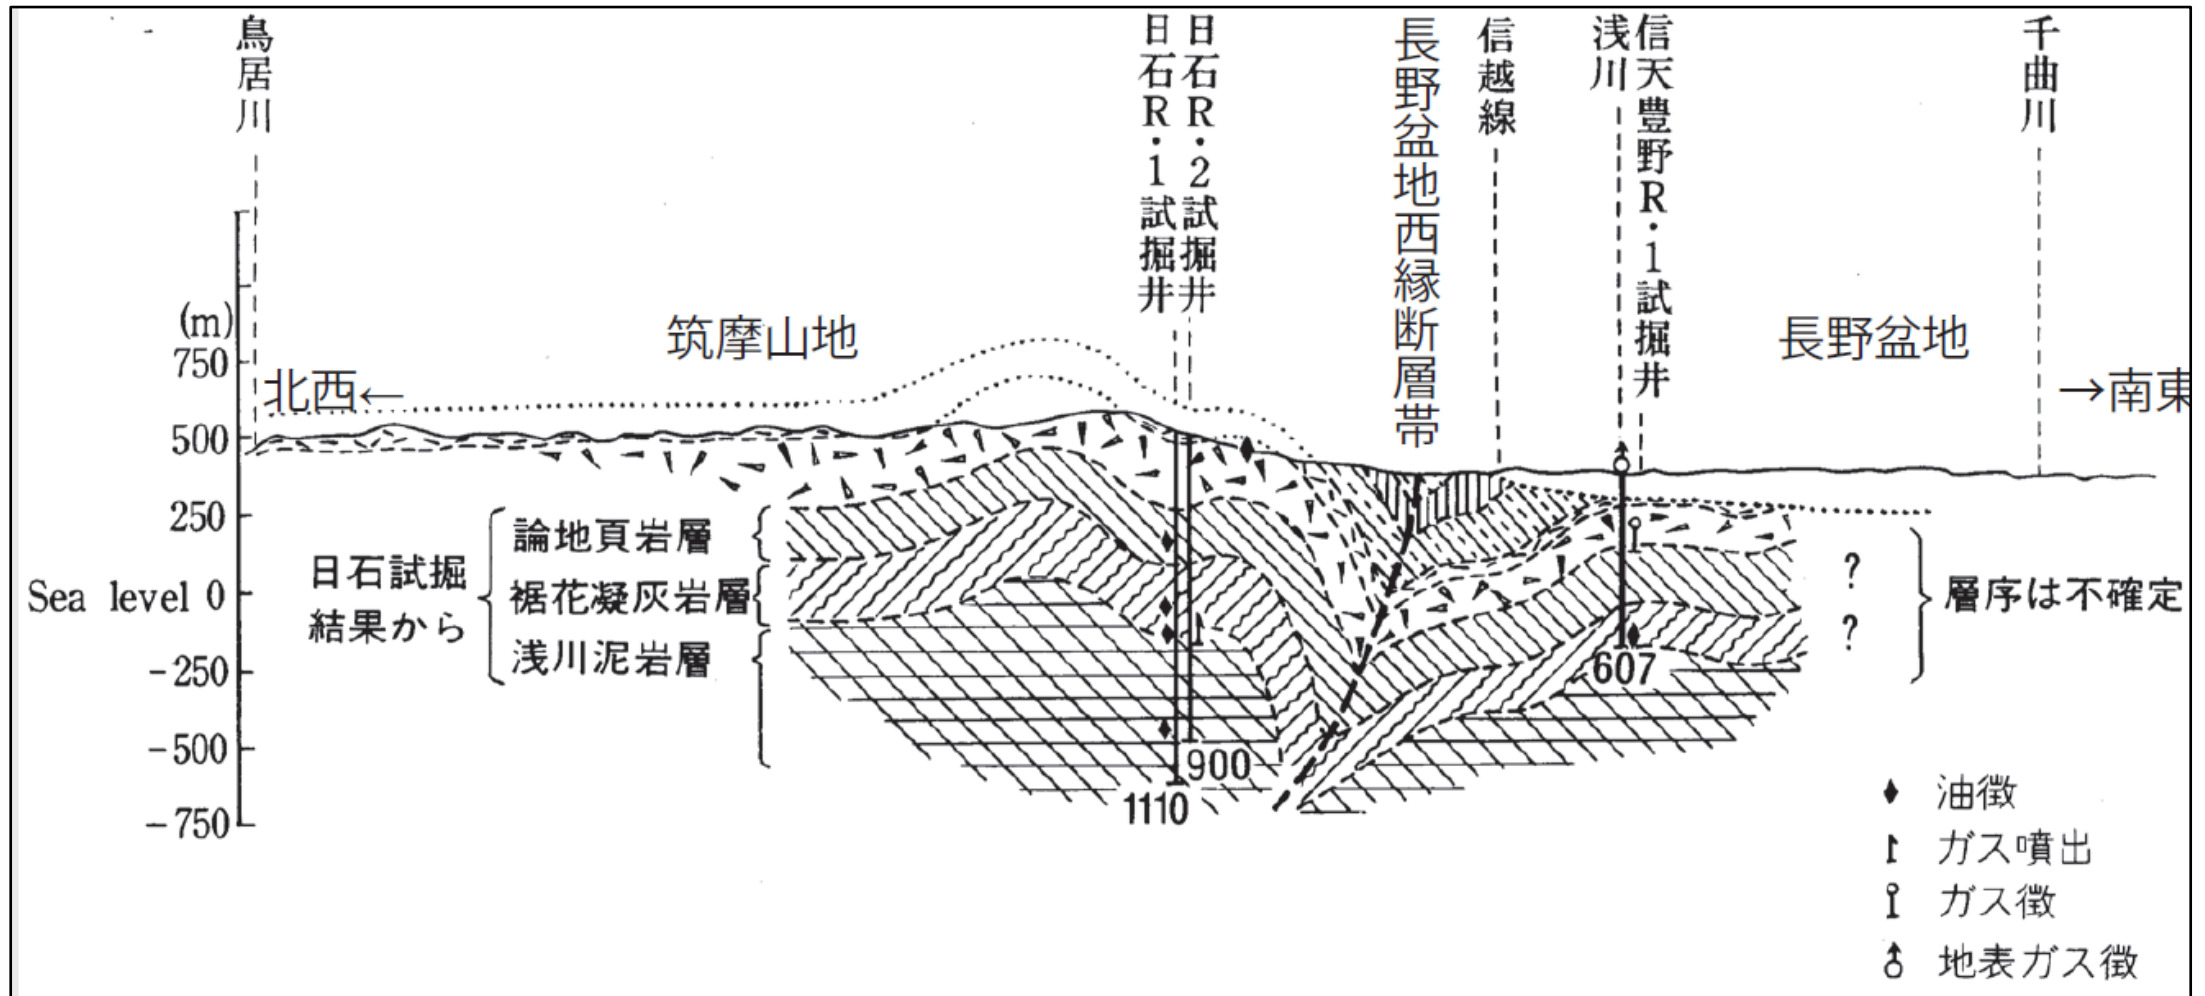 鳥居川
日石R・1試掘井
日石R・2試掘井
長野盆地西縁断層帯
信越線
浅川
信天豊野R・1試掘井
千曲川
(m)
750
500
250
Sea level 0
-250
-500
-750
北西←
筑摩山地
長野盆地
→南東
日石試掘
結果から
論地頁岩層
裾花凝灰岩層
浅川泥岩層
?
?
層序は不確定
607
900
1110
油徴
ガス噴出
ガス徴
地表ガス徴